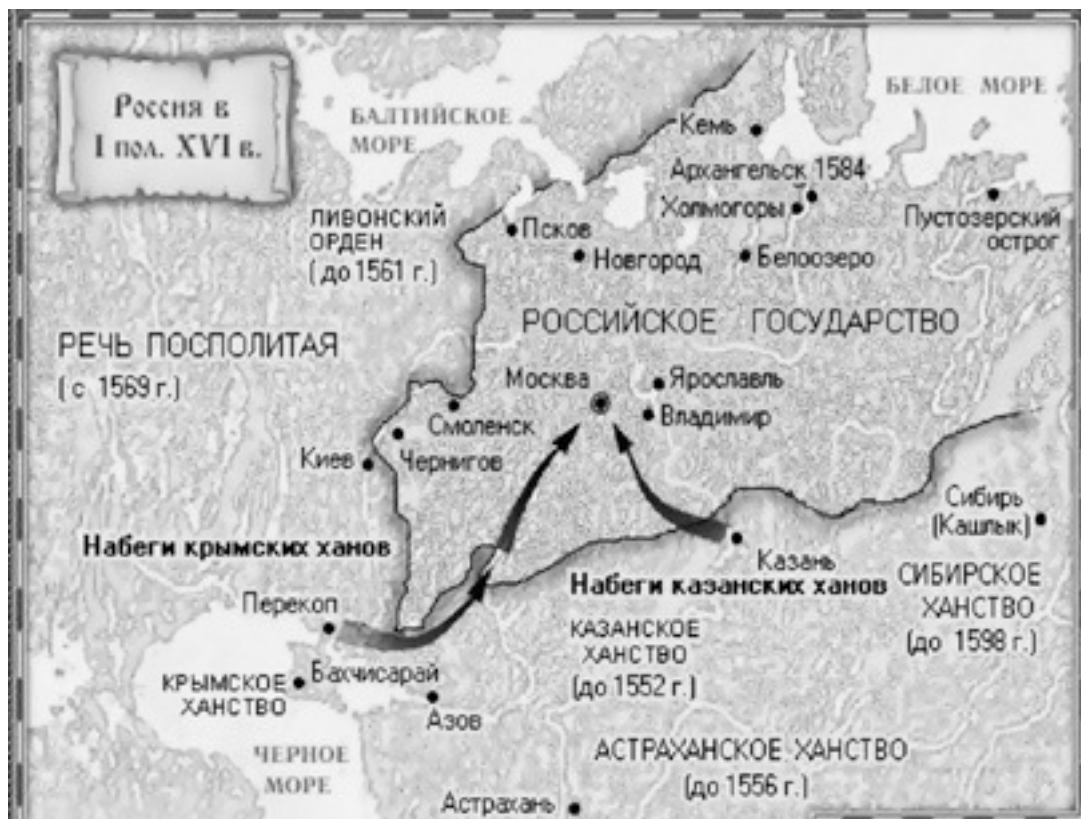 Россия в
I пол. XVI в.
БАЛТИЙСКОЕ
МОРЕ
БЕЛОЕ МОРЕ
Кемь
Архангельск 1584
Холмогоры
Пустозерский
острог
ЛИВОНСКИЙ
ОРДЕН
(до 1561 г.)
Псков
Новгород
Белоозеро
РОССИЙСКОЕ ГОСУДАРСТВО
РЕЧЬ ПОСПОЛИТАЯ
(с 1569 г.)
Москва
Ярославль
Владимир
Смоленск
Чернигов
Киев
Сибирь
(Кашлык)
Набеги крымских ханов
Казань
Набеги казанских ханов
СИБИРСКОЕ
ХАНСТВО
(до 1598 г.)
Перекоп
КАЗАНСКОЕ
ХАНСТВО
(до 1552 г.)
Бахчисарай
КРЫМСКОЕ
ХАНСТВО
Азов
ЧЕРНОЕ
МОРЕ
АСТРАХАНСКОЕ ХАНСТВО
(до 1556 г.)
Астрахань